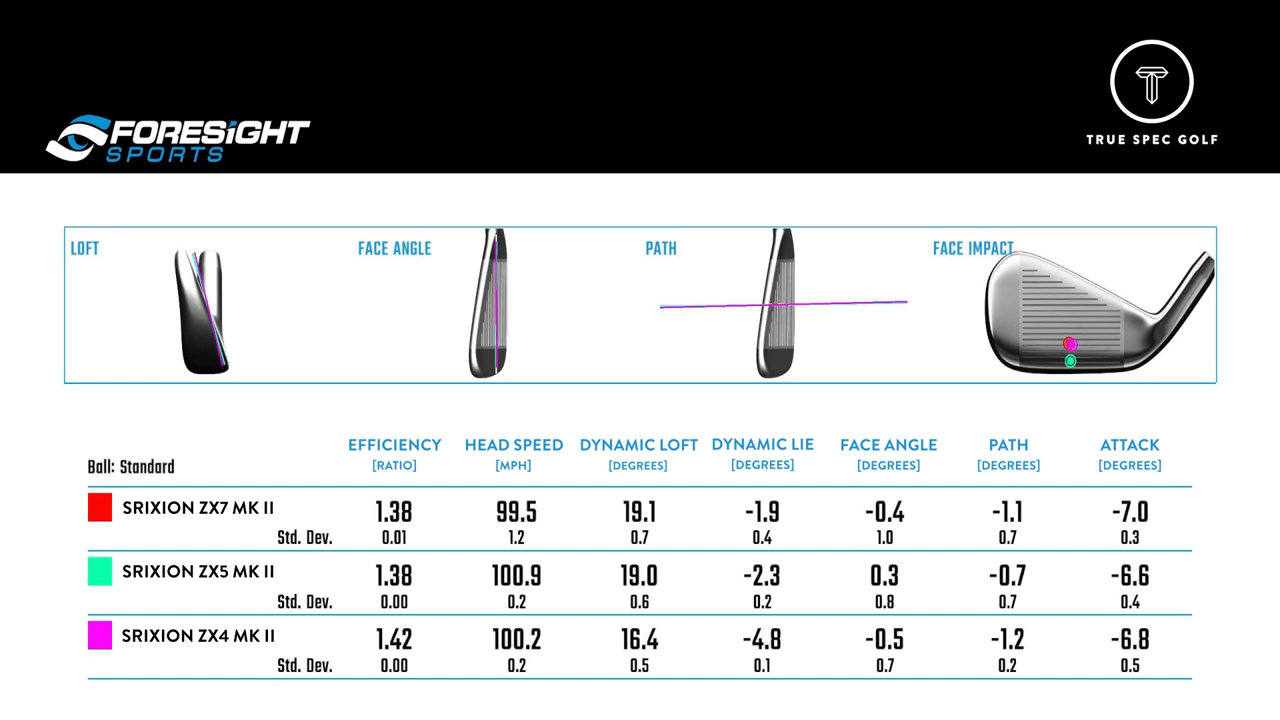 FORESiGHT
SPORTS
TRUE SPEC GOLF
LOFT
FACE ANGLE
PATH
FACE IMPACT
Ball: Standard
EFFICIENCY HEAD SPEED DYNAMIC LOFT DYNAMIC LIE FACE ANGLE PATH ATTACK
[RATIO] [MPH] [DEGREES] [DEGREES] [DEGREES] [DEGREES] [DEGREES]
SRIXION ZX7 MK II 1.38 99.5 19.1 -1.9 -0.4 -1.1 -7.0
Std. Dev. 0.01 1.2 0.7 0.4 1.0 0.7 0.3
SRIXION ZX5 MK II 1.38 100.9 19.0 -2.3 0.3 -0.7 -6.6
Std. Dev. 0.00 0.2 0.6 0.2 0.8 0.7 0.4
SRIXION ZX4 MK II 1.42 100.2 16.4 -4.8 -0.5 -1.2 -6.8
Std. Dev. 0.00 0.2 0.5 0.1 0.7 0.2 0.5